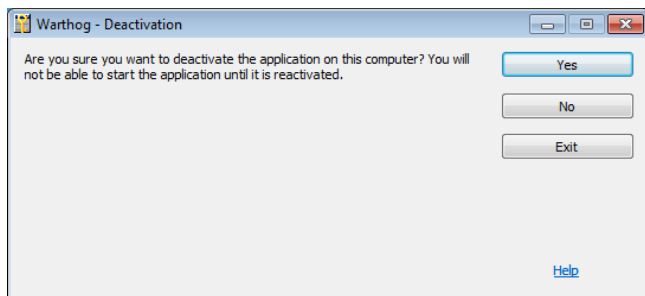 Warthog - Deactivation
Are you sure you want to deactivate the application on this computer? You will
not be able to start the application until it is reactivated.
Yes
No
Exit
Help